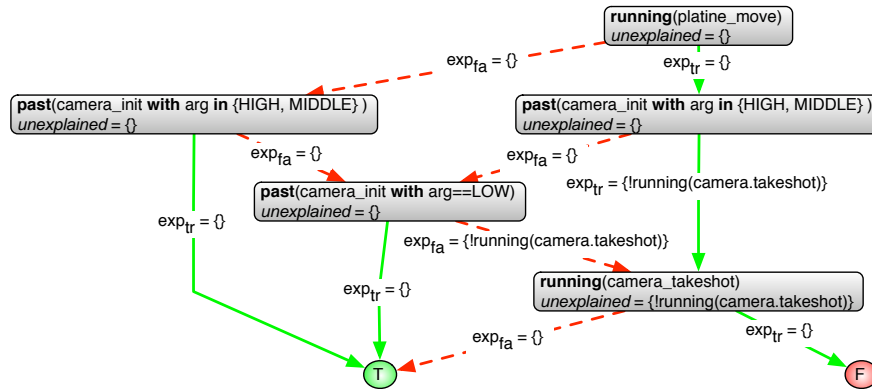 running(platine_move)
unexplained = {}
exp_fa = {}
exp_tr = {}
past(camera_init with arg in {HIGH, MIDDLE} )
unexplained = {}
past(camera_init with arg in {HIGH, MIDDLE} )
unexplained = {}
exp_fa = {}
exp_fa = {}
exp_tr = {!running(camera.takeshot)}
past(camera_init with arg==LOW)
unexplained = {}
exp_tr = {}
exp_fa = {!running(camera.takeshot)}
exp_tr = {}
running(camera_takeshot)
unexplained = {!running(camera.takeshot)}
exp_fa = {}
exp_tr = {}
T
F